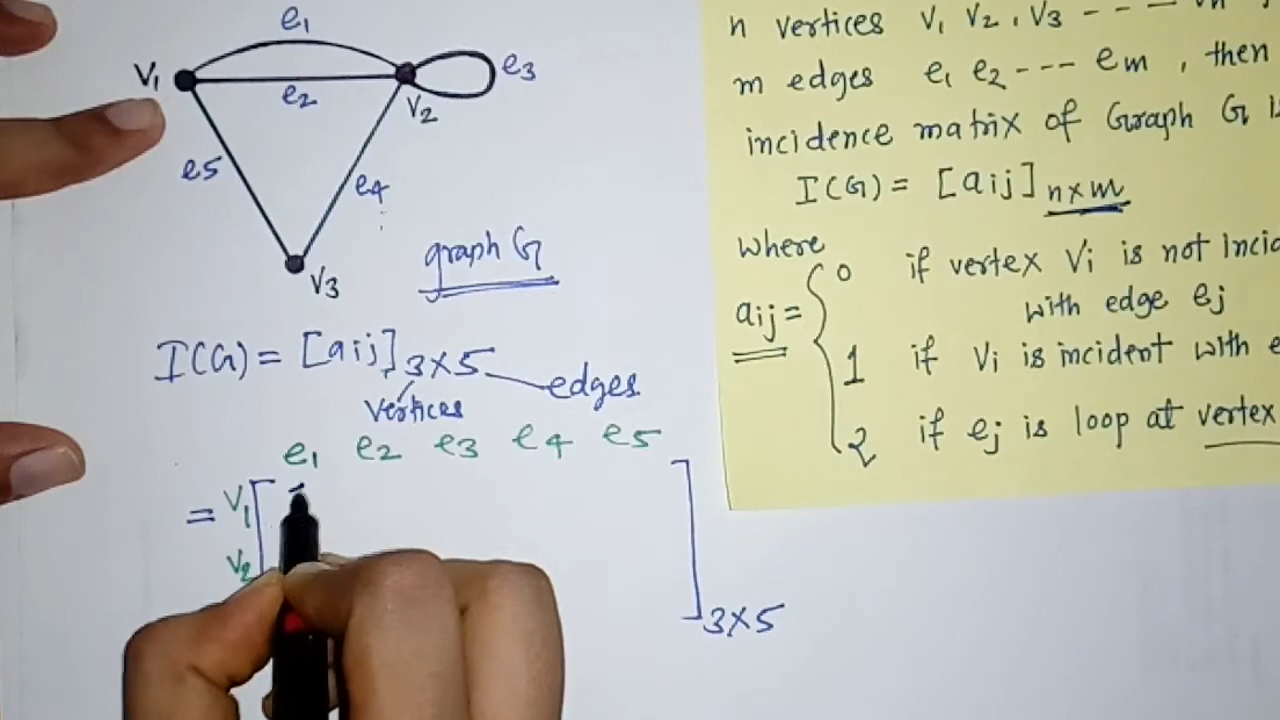 e1
V1
e2
V2
e3
e5
e4
V3
graph G
I(G) = [aij] 3×5 edges
vertices
e1 e2 e3 e4 e5
= V1
V2
3×5
n vertices V1 V2, V3 ----
m edges e1 e2 --- em, then
incidence matrix of Graph G
I(G) = [aij] n×m
where
aij = 0 if vertex Vi is not
with edge ej
1 if Vi is incident with
2 if ej is loop at vertex